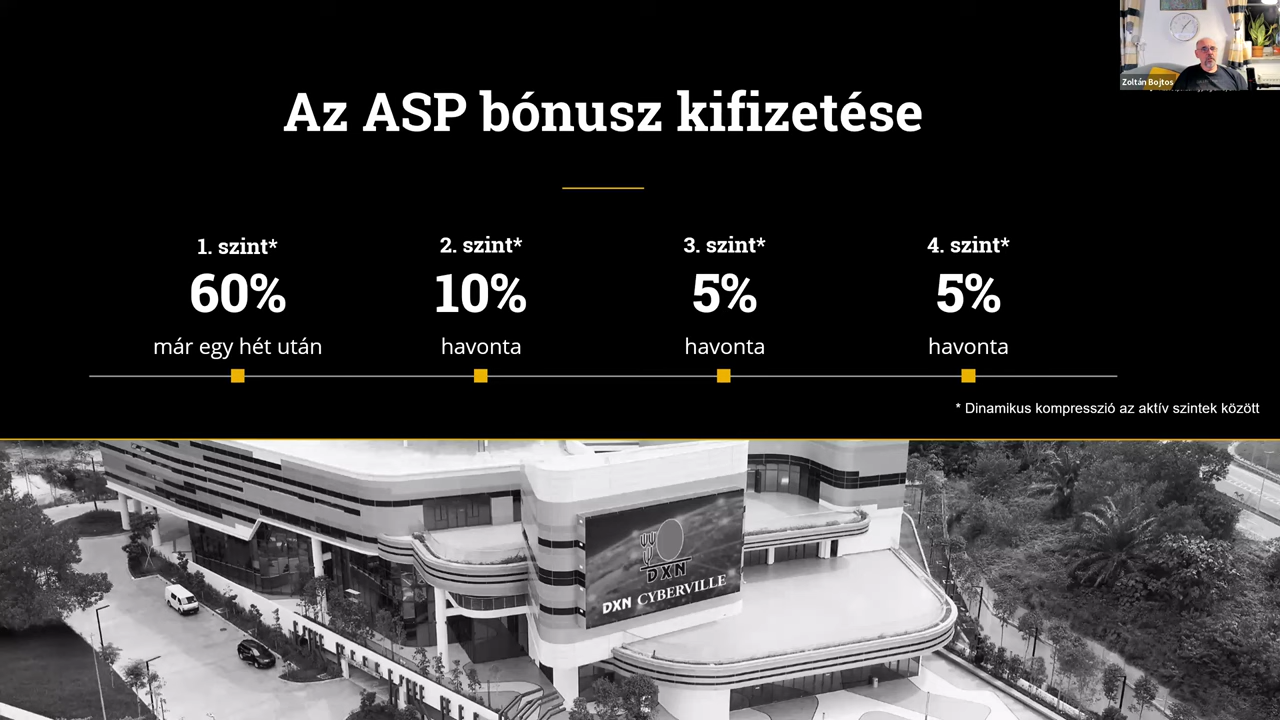 Az ASP bónusz kifizetése
1. szint*
60%
már egy hét után
2. szint*
10%
havonta
3. szint*
5%
havonta
4. szint*
5%
havonta
* Dinamikus kompresszió az aktív szintek között
DXN
DXN CYBERVILLE
Zoltán Bojtos